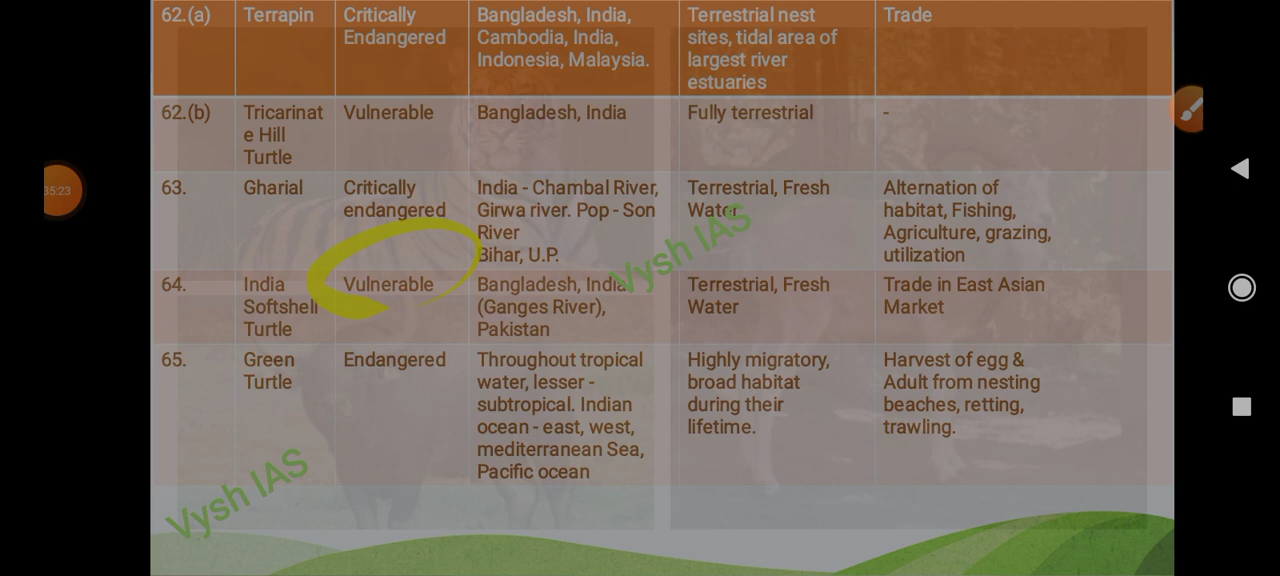 62.(a) Terrapin Critically Endangered Bangladesh, India, Cambodia, India, Indonesia, Malaysia. Terrestrial nest sites, tidal area of largest river estuaries Trade
62.(b) Tricarinat e Hill Turtle Vulnerable Bangladesh, India Fully terrestrial -
63. Gharial Critically endangered India - Chambal River, Girwa river. Pop - Son River Bihar, U.P. Terrestrial, Fresh Water Alternation of habitat, Fishing, Agriculture, grazing, utilization
64. India Softshell Turtle Vulnerable Bangladesh, India (Ganges River), Pakistan Terrestrial, Fresh Water Trade in East Asian Market
65. Green Turtle Endangered Throughout tropical water, lesser - subtropical. Indian ocean - east, west, mediterranean Sea, Pacific ocean Highly migratory, broad habitat during their lifetime. Harvest of egg & Adult from nesting beaches, retting, trawling.
35:23
Vysh IAS
Vysh IAS